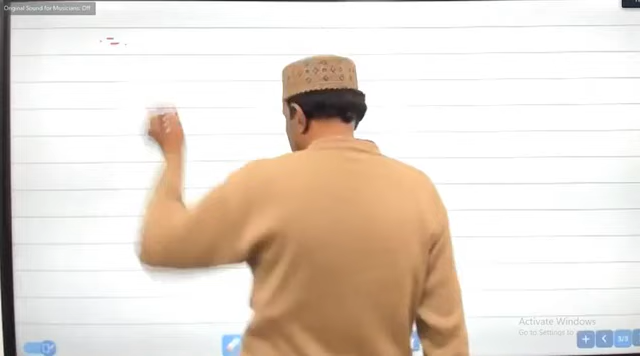 Original Sound for Musicians: Off
Activate Windows
Go to Settings to